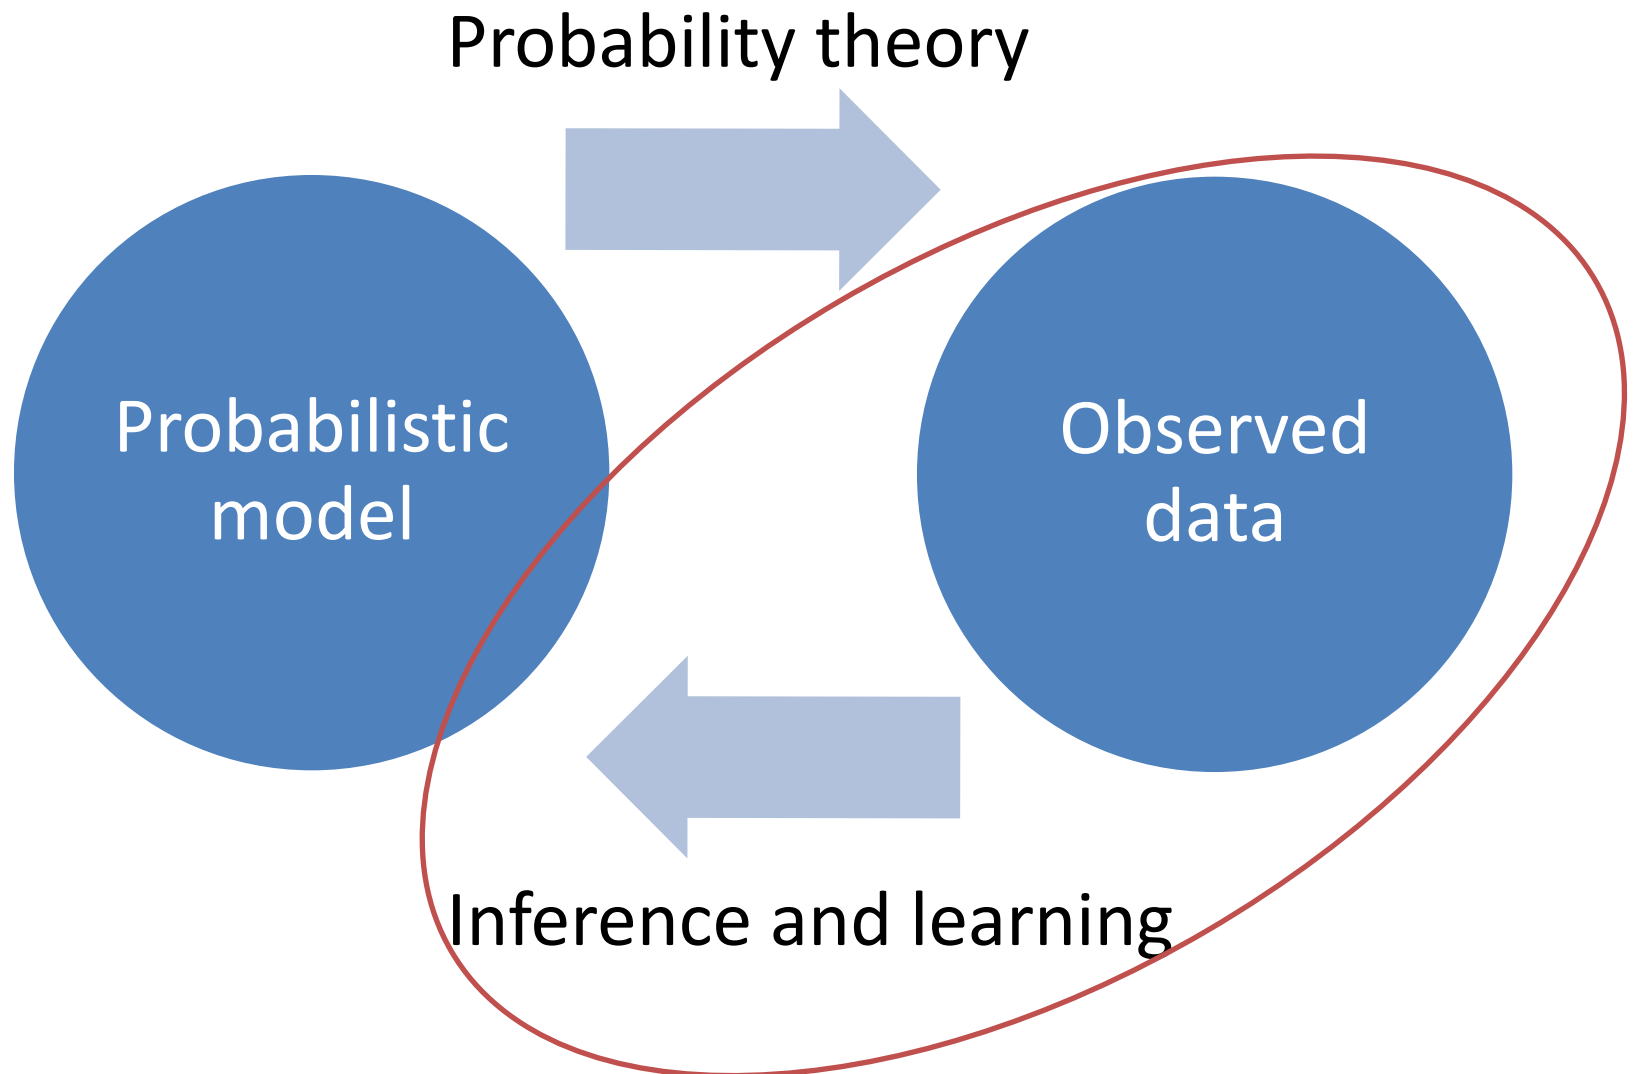 Probability theory
Probabilistic
model
Observed
data
Inference and learning